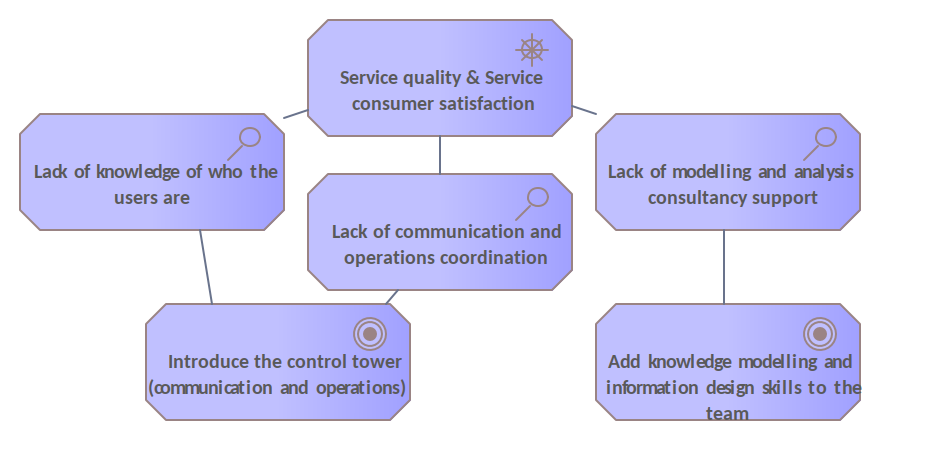 Service quality & Service
consumer satisfaction
Lack of knowledge of who the
users are
Lack of modelling and analysis
consultancy support
Lack of communication and
operations coordination
Introduce the control tower
(communication and operations)
Add knowledge modelling and
information design skills to the
team